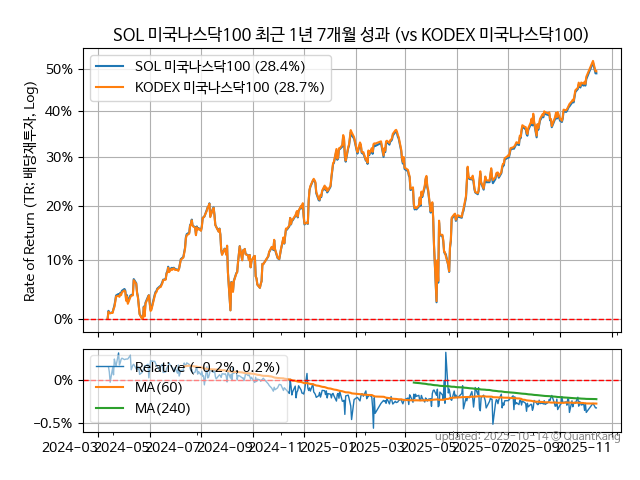 SOL 미국나스닥100 최근 1년 7개월 성과 (vs KODEX 미국나스닥100)
Rate of Return (TR: 배당재투자, Log)
50%
40%
30%
20%
10%
0%
SOL 미국나스닥100 (28.4%)
KODEX 미국나스닥100 (28.7%)
0%
−0.5%
Relative (−0.2%, 0.2%)
MA(60)
MA(240)
updated: 2025-10-14 © QuantKang
2024-03 2024-05 2024-07 2024-09 2024-11 2025-01 2025-03 2025-05 2025-07 2025-09 2025-11